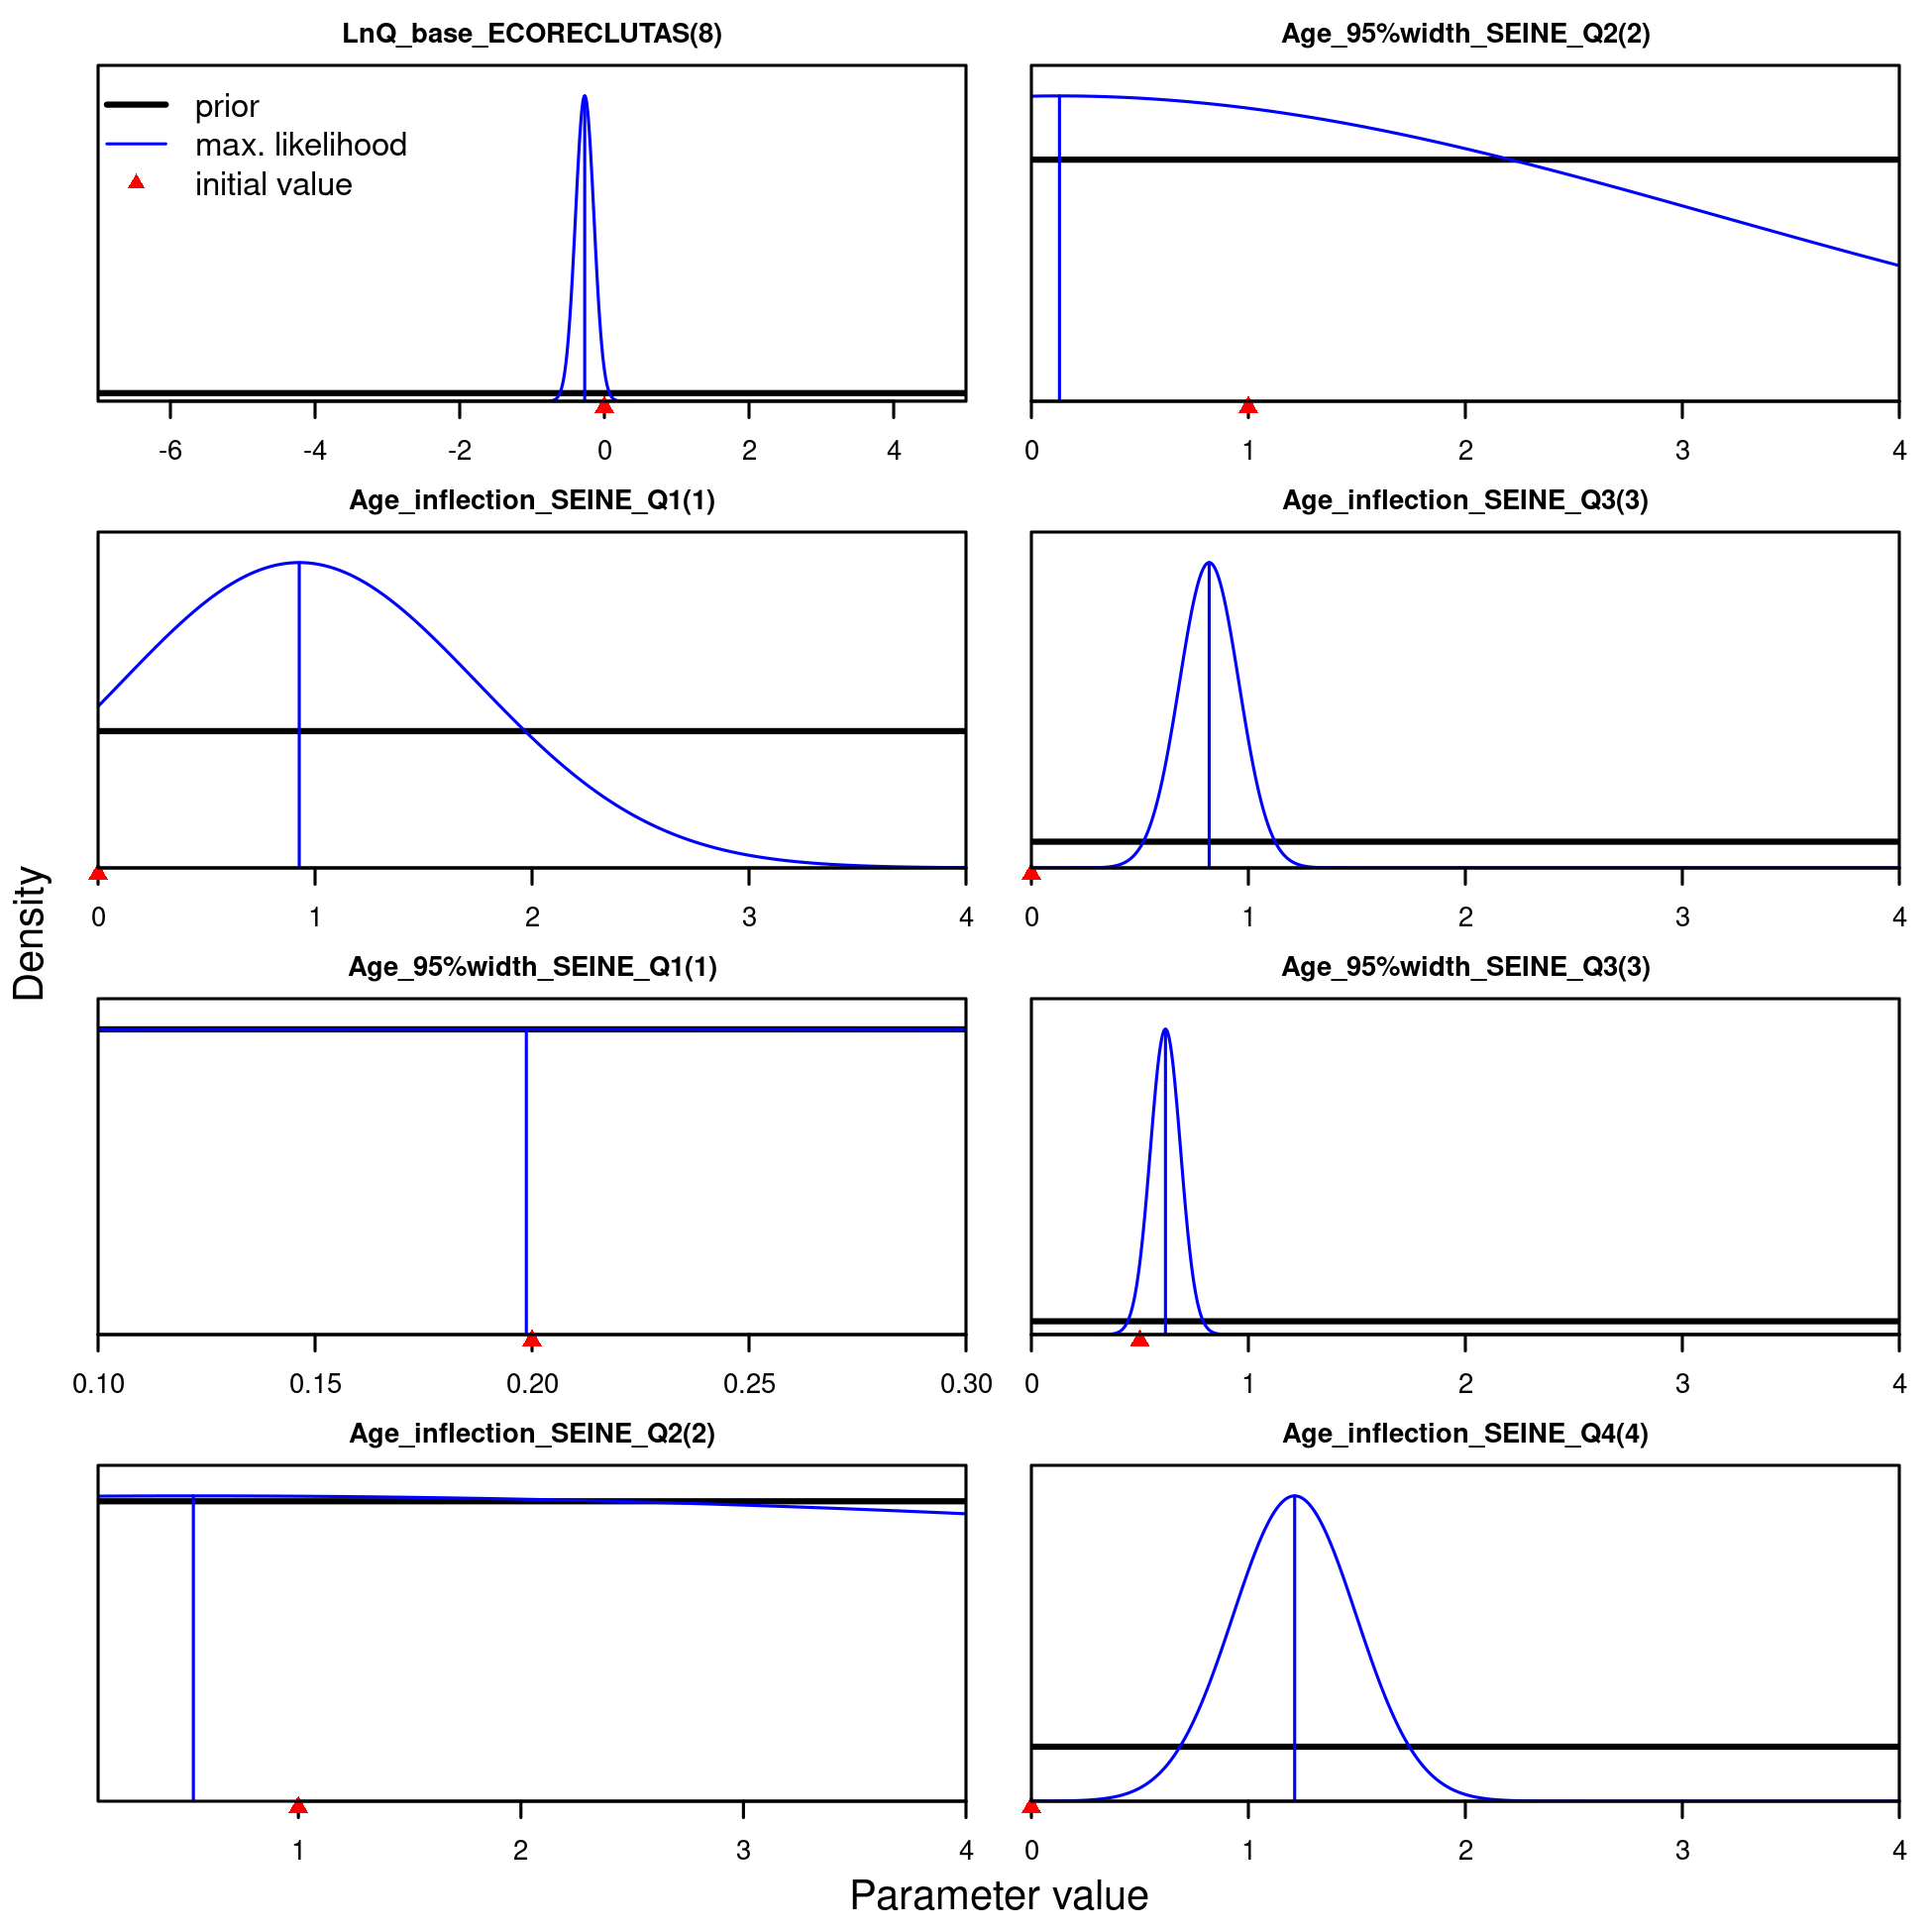 LnQ_base_ECORECLUTAS(8)
prior
max. likelihood
initial value
-6 -4 -2 0 2 4
Age_95%width_SEINE_Q2(2)
0 1 2 3 4
Age_inflection_SEINE_Q1(1)
0 1 2 3 4
Age_inflection_SEINE_Q3(3)
0 1 2 3 4
Age_95%width_SEINE_Q1(1)
0.10 0.15 0.20 0.25 0.30
Age_95%width_SEINE_Q3(3)
0 1 2 3 4
Age_inflection_SEINE_Q2(2)
1 2 3 4
Age_inflection_SEINE_Q4(4)
0 1 2 3 4
Density
Parameter value